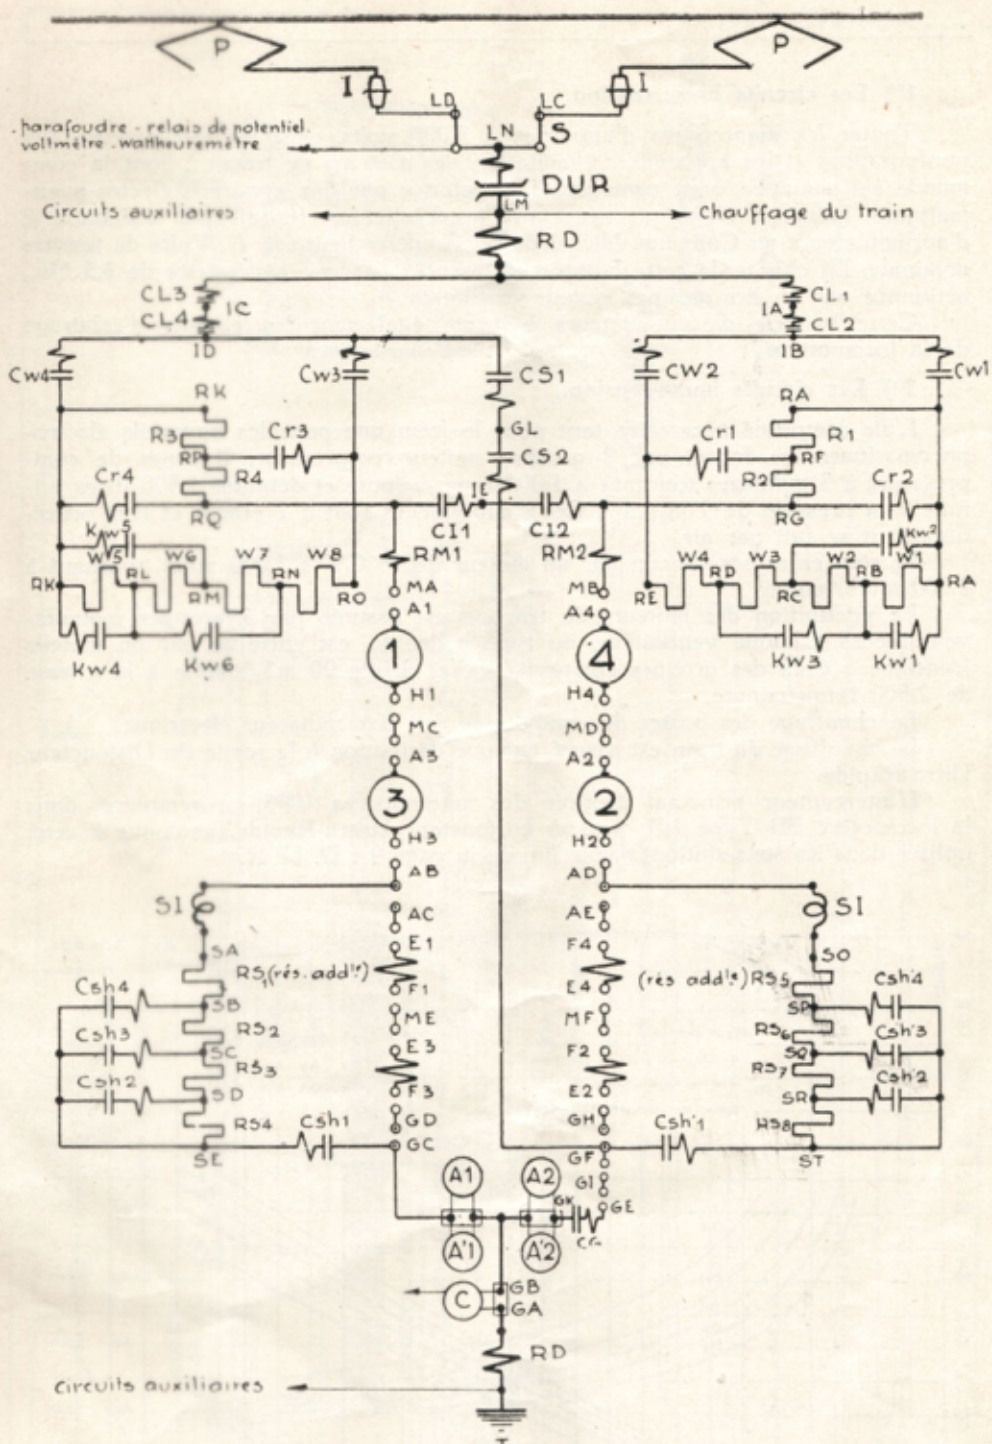 P
P
I
I
LD
LC
.parafoudre - relais de potentiel.
voltmètre - wattheuremètre
LN
S
DUR
LM
Circuits auxiliaires
Chauffage du train
RD
CL3
IC
CL4
ID
CL1
IA
CL2
IB
Cw4
Cw3
CS1
CW2
Cw1
RK
RA
GL
R3
Cr3
RP
R4
CS2
Cr1
R1
RF
R2
Cr4
RQ
IE
CI1
CI2
RG
Cr2
Kw5
RM1
RM2
Kw2
W5
W6
W7
W8
W4
W3
W2
W1
RK
RL
RM
RN
RO
MA
MB
RE
RD
RC
RB
RA
A1
A4
Kw4
Kw6
1
4
Kw3
Kw1
H1
H4
MC
MD
A3
A2
3
2
H3
H2
AB
AD
SI
AC
AE
SI
E1
F4
SA
SO
RS1 (rés. addle)
(rés addle) RS5
F1
E4
Csh4
SB
SP
Csh'4
ME
MF
Csh3
RS2
RS6
Csh'3
SC
SQ
E3
F2
Csh2
RS3
RS7
Csh'2
SD
SR
F3
E2
GD
GH
RS4
Csh1
Csh'1
RS8
SE
GC
GF
ST
GI
A1
A2
GK
GE
A'1
A'2
CG
GB
C
GA
RD
Circuits auxiliaires
T